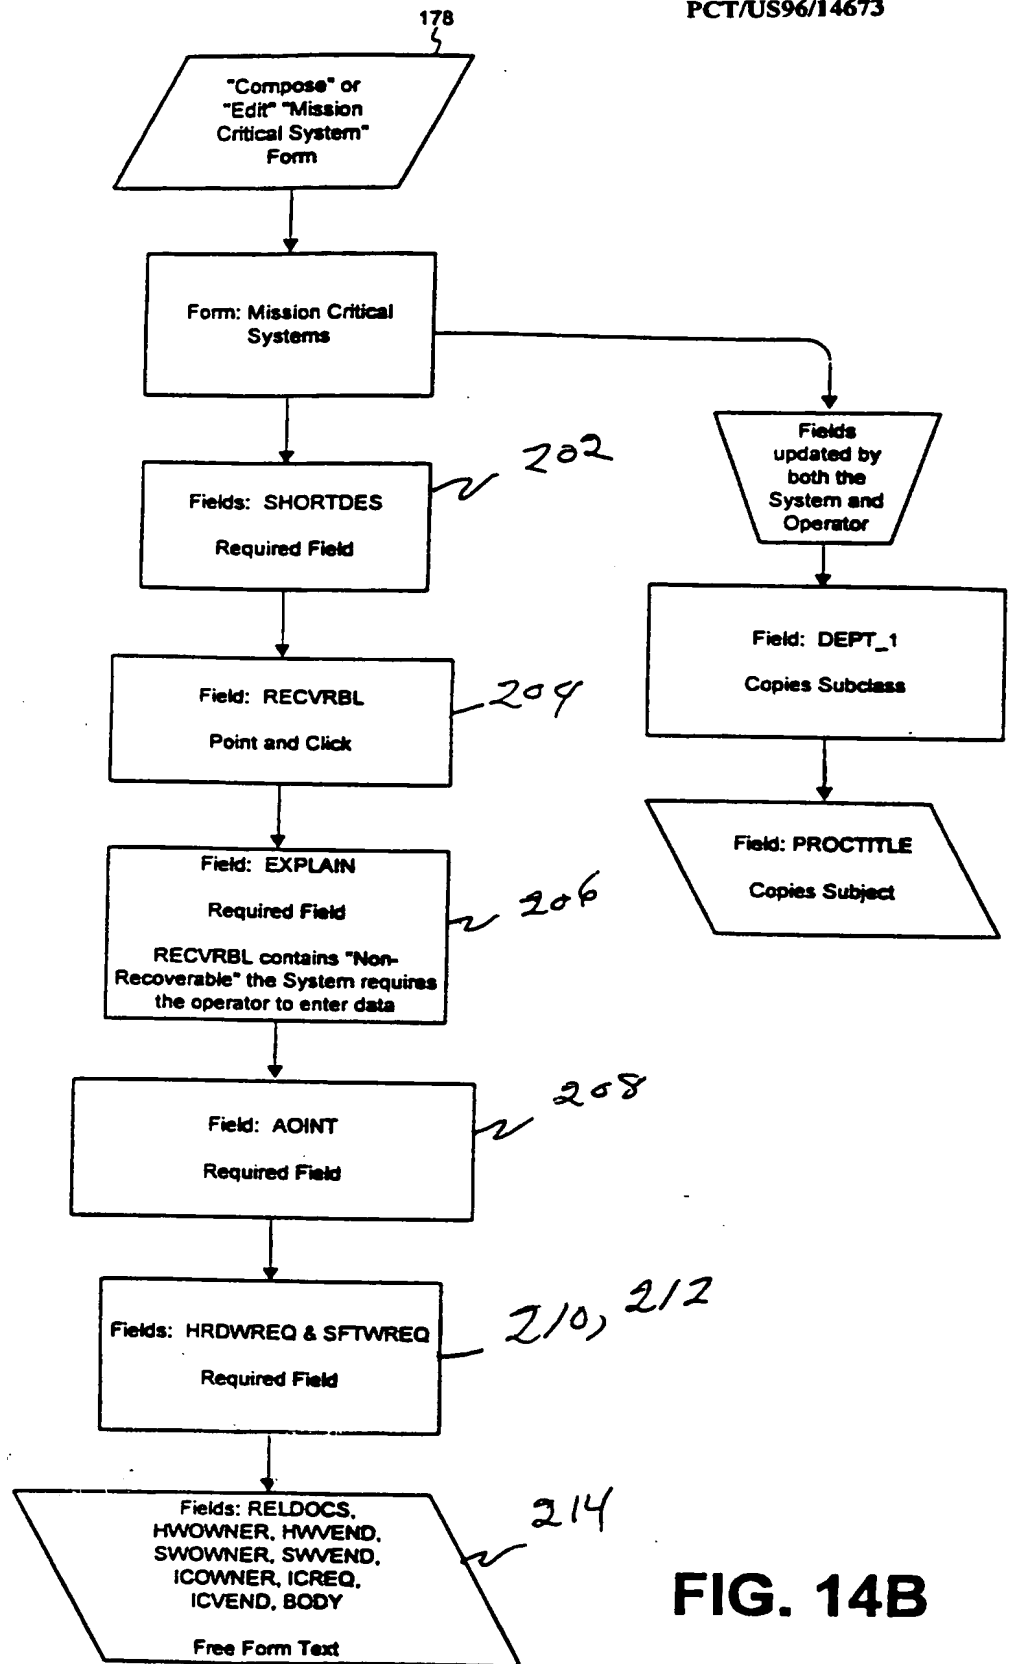 PCT/US96/14673
178
"Compose" or
"Edit" "Mission
Critical System"
Form
Form: Mission Critical
Systems
Fields
updated by
both the
System and
Operator
Fields: SHORTDES
Required Field
202
Field: DEPT_1
Copies Subclass
Field: RECVRBL
Point and Click
204
Field: PROCTITLE
Copies Subject
Field: EXPLAIN
Required Field
RECVRBL contains "Non-
Recoverable" the System requires
the operator to enter data
206
Field: AOINT
Required Field
208
Fields: HRDWREQ & SFTWREQ
Required Field
210, 212
Fields: RELDOCS,
HWOWNER, HWVEND,
SWOWNER, SWVEND,
ICOWNER, ICREQ,
ICVEND, BODY
Free Form Text
214
FIG. 14B